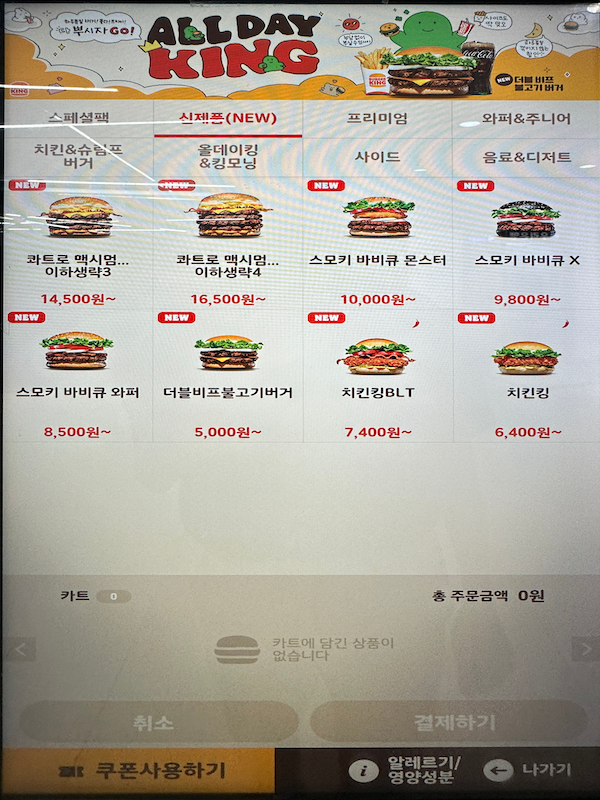 뿌시자 GO!
ALL DAY
KING
Coca-Cola
NEW 더블 비프
불고기버거
스페셜팩
신제품(NEW)
프리미엄
와퍼&주니어
치킨&슈림프
버거
올데이킹
&킹모닝
사이드
음료&디저트
NEW
NEW
NEW
NEW
콰트로 맥시멈...
이하생략3
콰트로 맥시멈...
이하생략4
스모키 바비큐 몬스터
스모키 바비큐 X
14,500원~
16,500원~
10,000원~
9,800원~
NEW
NEW
NEW
NEW
스모키 바비큐 와퍼
더블비프불고기버거
치킨킹BLT
치킨킹
8,500원~
5,000원~
7,400원~
6,400원~
카트 0
총 주문금액 0원
카트에 담긴 상품이
없습니다
취소
결제하기
쿠폰사용하기
알레르기/
영양성분
나가기